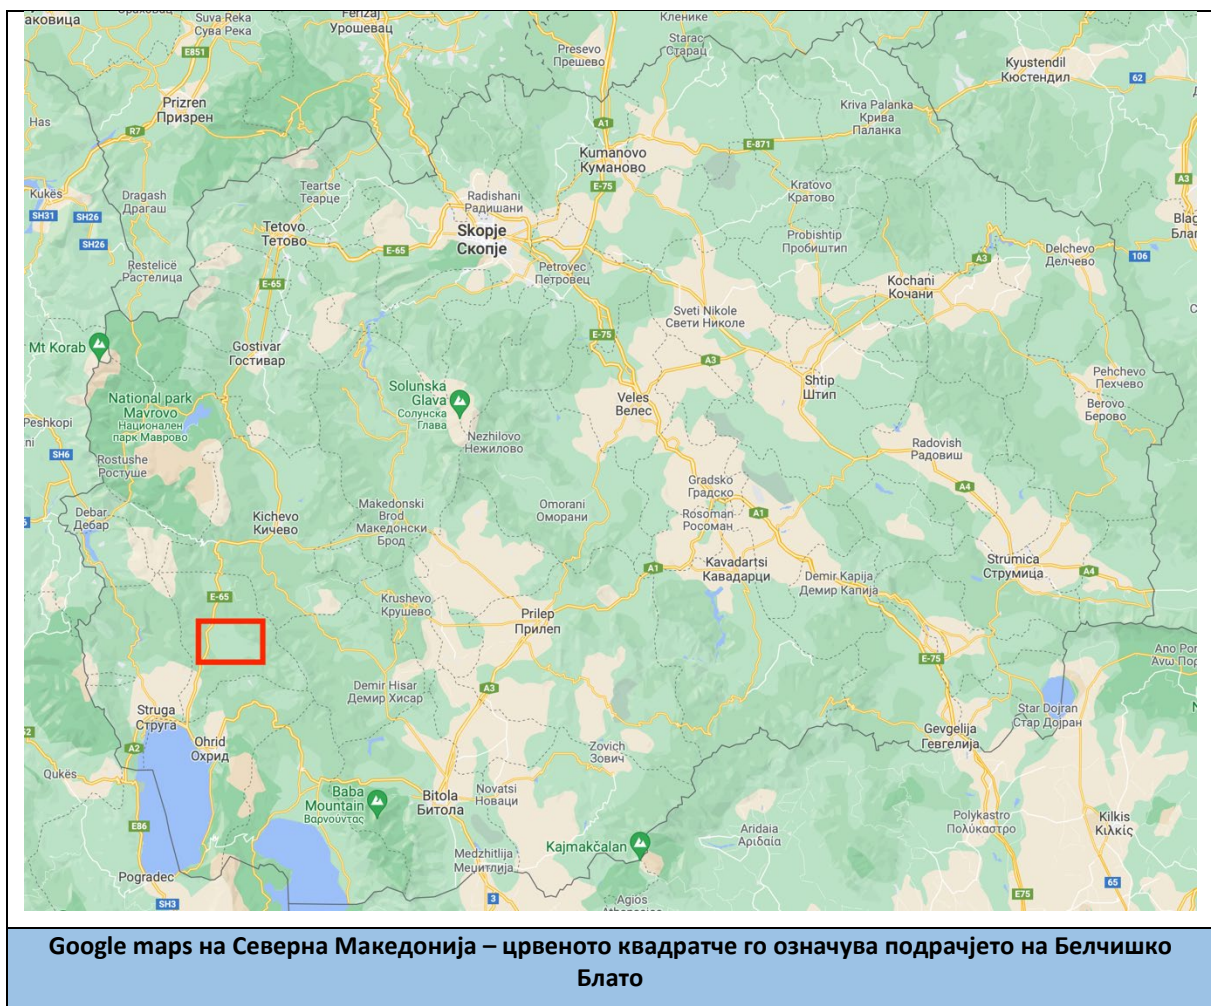 аковица
Suva Reka
Сува Река
Ferizaj
Урошевац
Кленике
Starac
Старац
Presevo
Прешево
Kyustendil
Кюстендил
62
E851
Prizren
Призрен
Has
R7
A1
Kriva Palanka
Крива
Паланка
E-871
Kumanovo
Куманово
E-75
Kukës
SH31
SH26
SH26
Dragash
Драгаш
Teartse
Теарце
Radishani
Радишани
Kratovo
Кратово
A3
Blag
Благ
Tetovo
Тетово
Skopje
Скопје
E-65
Probishtip
Пробиштип
Delchevo
Делчево
A3
106
Restelicë
Растелица
E-65
Petrovec
Петровец
Kochani
Кочани
Sveti Nikole
Свети Николе
E-75
A3
Mt Korab
Gostivar
Гостивар
Solunska
Glava
Солунска
Глава
Veles
Велес
Shtip
Штип
Pehchevo
Пехчево
Berovo
Берово
National park
Mavrovo
Национален
парк Маврово
Peshkopi
SH6
Nezhilovo
Нежилово
Radovish
Радовиш
Rostushe
Ростуше
Gradsko
Градско
A4
Debar
Дебар
Kichevo
Кичево
Makedonski
Brod
Македонски
Брод
Omorani
Оморани
Rosoman
Росоман
A1
Kavadartsi
Кавадарци
A1
Demir Kapija
Демир Капија
Strumica
Струмица
A4
E-65
Krushevo
Крушево
Prilep
Прилеп
E-75
Ano Por
Ανω Πορ
Demir Hisar
Демир Хисар
A3
Struga
Струга
Star Dojran
Стар Дојран
Ohrid
Охрид
A2
Gevgelija
Гевгелија
Zovich
Зович
Qukës
Baba
Mountain
Βαρνούντας
Bitola
Битола
Novatsi
Новаци
E86
Polykastro
Πολύκαστρο
Kilkis
Κιλκίς
Aridaia
Αριδαία
Kajmakčalan
Medzhitlija
Меџитлија
Pogradec
SH3
3
Agios
E75
65
Google maps на Северна Македонија – црвеното квадратче го означува подрачјето на Белчишко
Блато